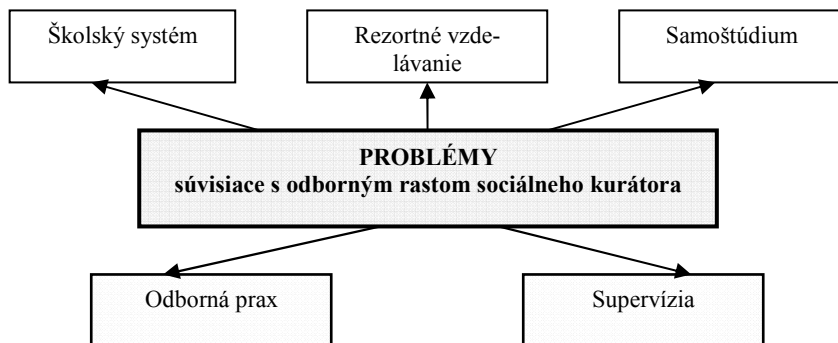 Školský systém
Rezortné vzde-
lávanie
Samoštúdium
PROBLÉMY
súvisiace s odborným rastom sociálneho kurátora
Odborná prax
Supervízia